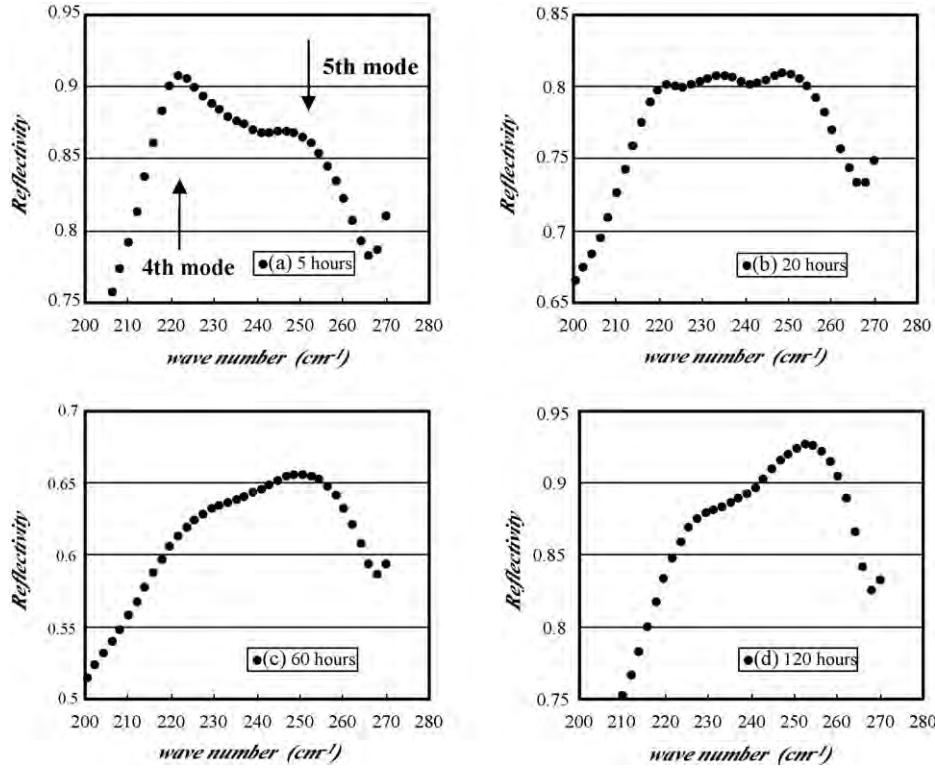 0.95
0.9
0.85
0.8
0.75
Reflectivity
5th mode
4th mode
(a) 5 hours
200 210 220 230 240 250 260 270 280
wave number (cm-1)
0.85
0.8
0.75
0.7
0.65
Reflectivity
(b) 20 hours
200 210 220 230 240 250 260 270 280
wave number (cm-1)
0.7
0.65
0.6
0.55
0.5
Reflectivity
(c) 60 hours
200 210 220 230 240 250 260 270 280
wave number (cm-1)
0.95
0.9
0.85
0.8
0.75
Reflectivity
(d) 120 hours
200 210 220 230 240 250 260 270 280
wave number (cm-1)